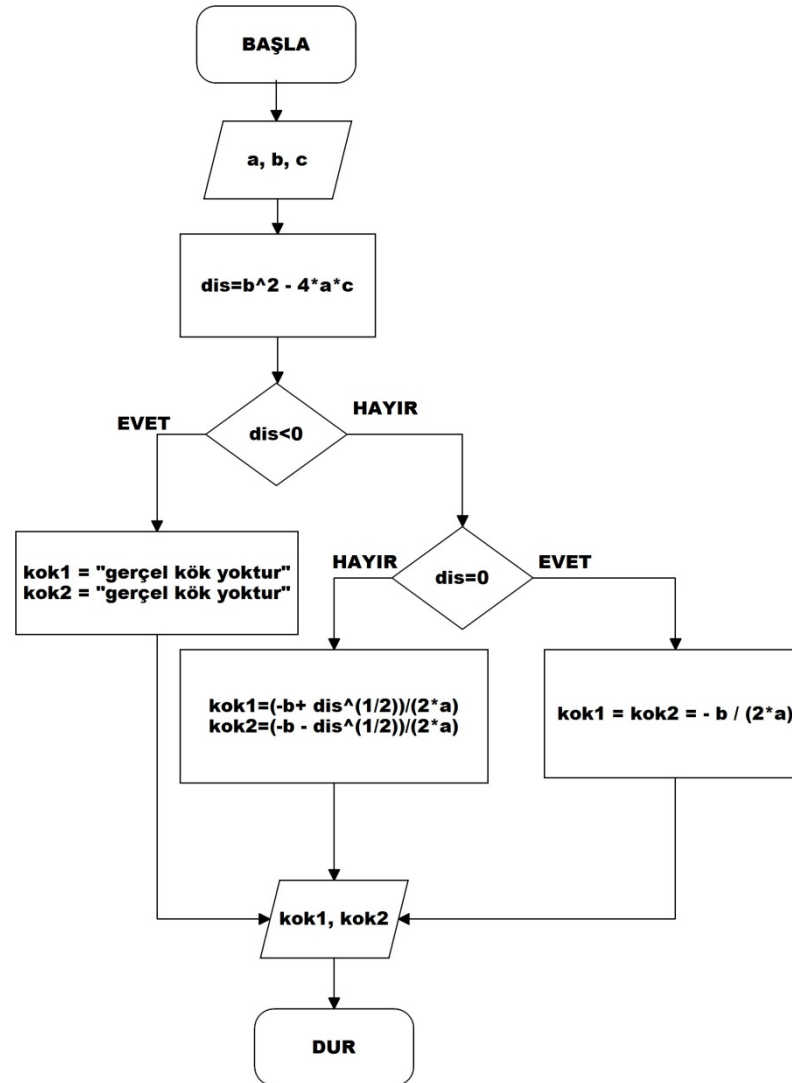 BAŞLA
a, b, c
dis=b^2 - 4*a*c
dis<0
EVET
HAYIR
kok1 = "gerçel kök yoktur"
kok2 = "gerçel kök yoktur"
dis=0
HAYIR
EVET
kok1=(-b+ dis^(1/2))/(2*a)
kok2=(-b - dis^(1/2))/(2*a)
kok1 = kok2 = - b / (2*a)
kok1, kok2
DUR